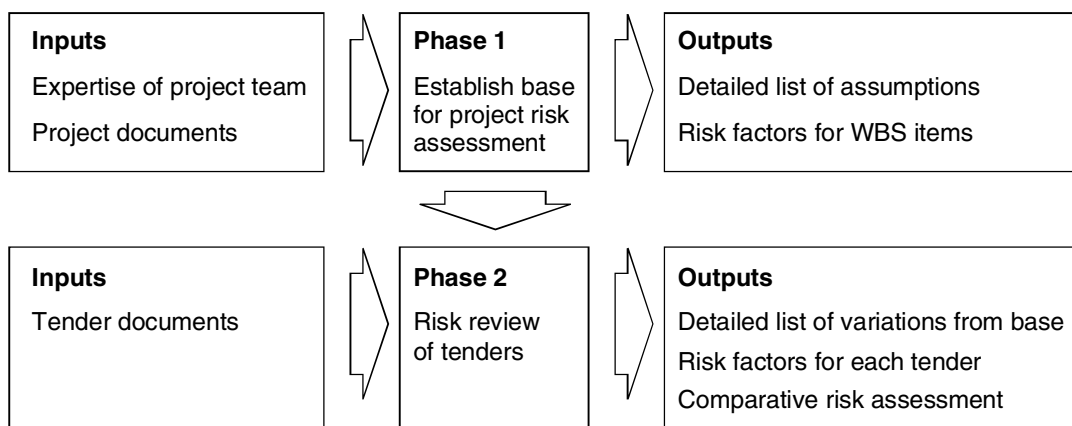 Inputs
Expertise of project team
Project documents
Phase 1
Establish base
for project risk
assessment
Outputs
Detailed list of assumptions
Risk factors for WBS items
Inputs
Tender documents
Phase 2
Risk review
of tenders
Outputs
Detailed list of variations from base
Risk factors for each tender
Comparative risk assessment